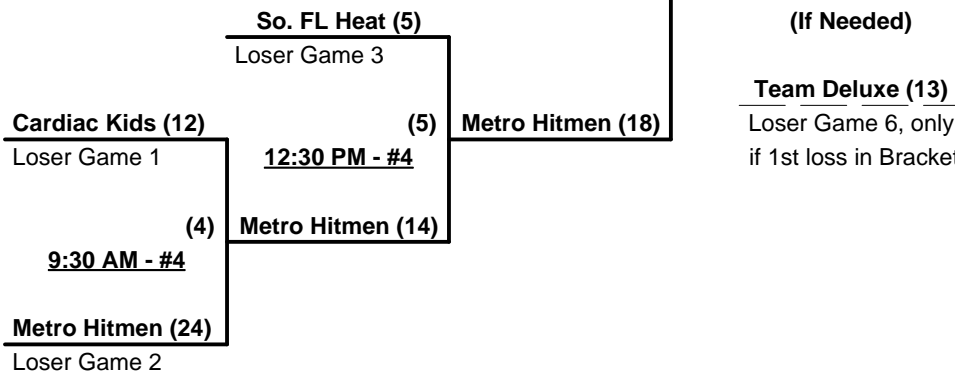 So. FL Heat (5)
(If Needed)
Loser Game 3
Team Deluxe (13)
Cardiac Kids (12)
(5)
Metro Hitmen (18)
Loser Game 6, only
Loser Game 1
12:30 PM - #4
if 1st loss in Bracket
(4)
Metro Hitmen (14)
9:30 AM - #4
Metro Hitmen (24)
Loser Game 2